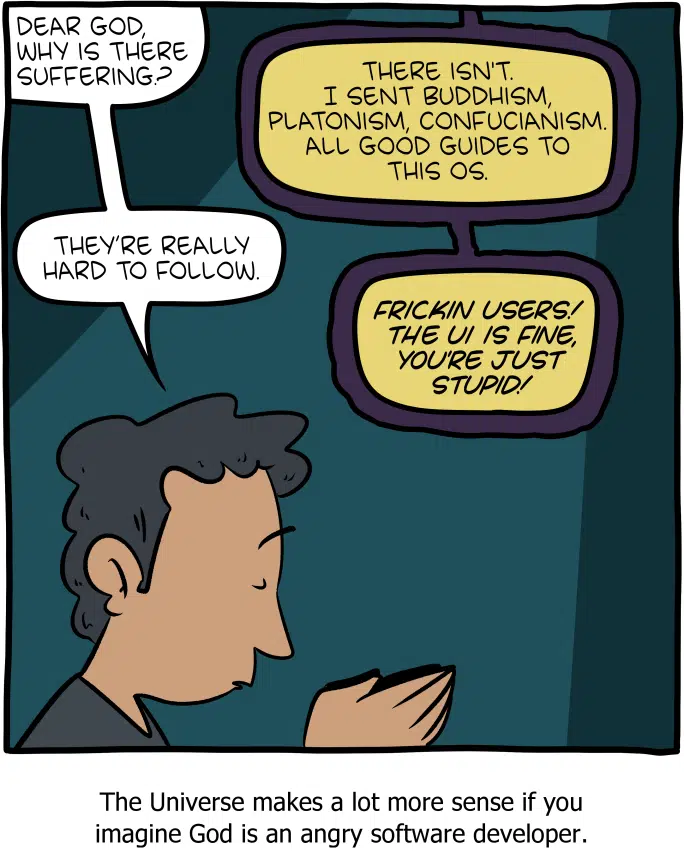 DEAR GOD,
WHY IS THERE
SUFFERING?
THERE ISN'T.
I SENT BUDDHISM,
PLATONISM, CONFUCIANISM.
ALL GOOD GUIDES TO
THIS OS.
THEY'RE REALLY
HARD TO FOLLOW.
FRICKIN USERS!
THE UI IS FINE,
YOU'RE JUST
STUPID!
The Universe makes a lot more sense if you
imagine God is an angry software developer.